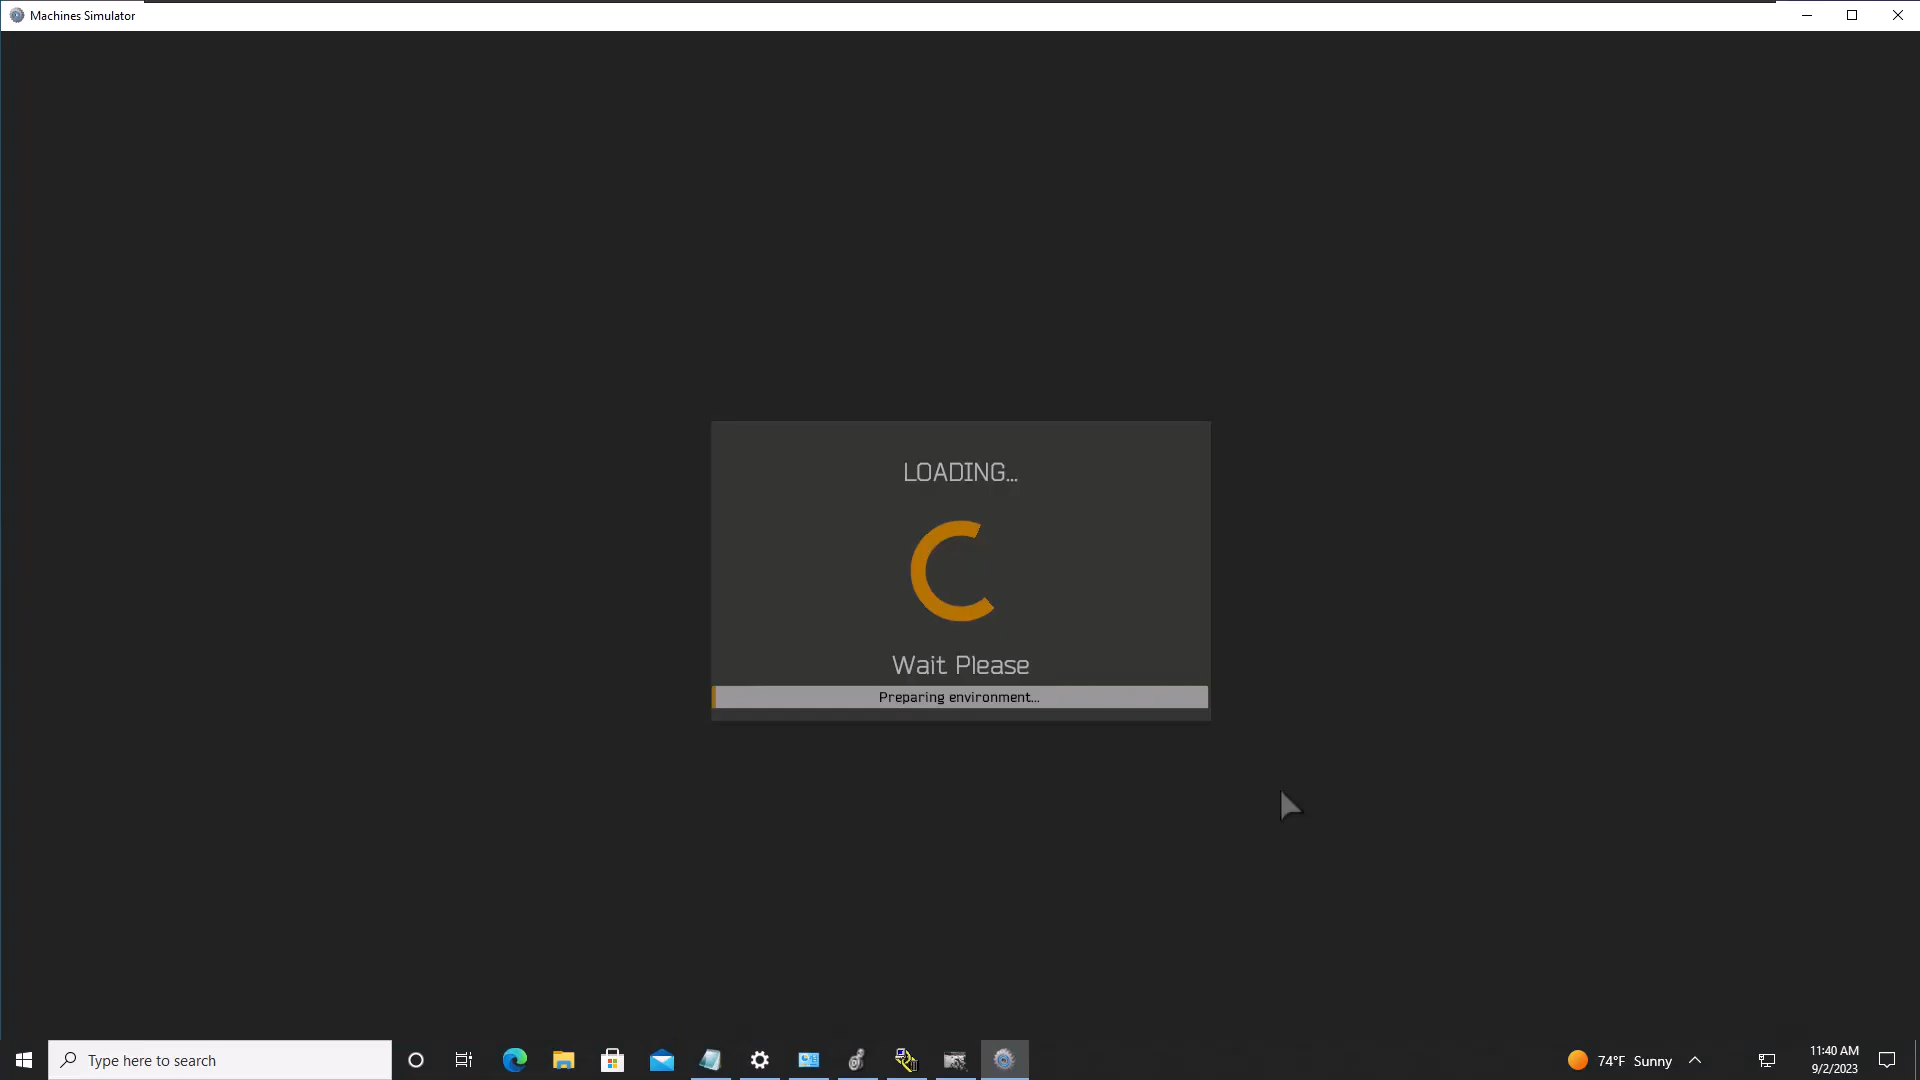 Machines Simulator
LOADING...
Wait Please
Preparing environment...
Type here to search
74°F Sunny
11:40 AM
9/2/2023